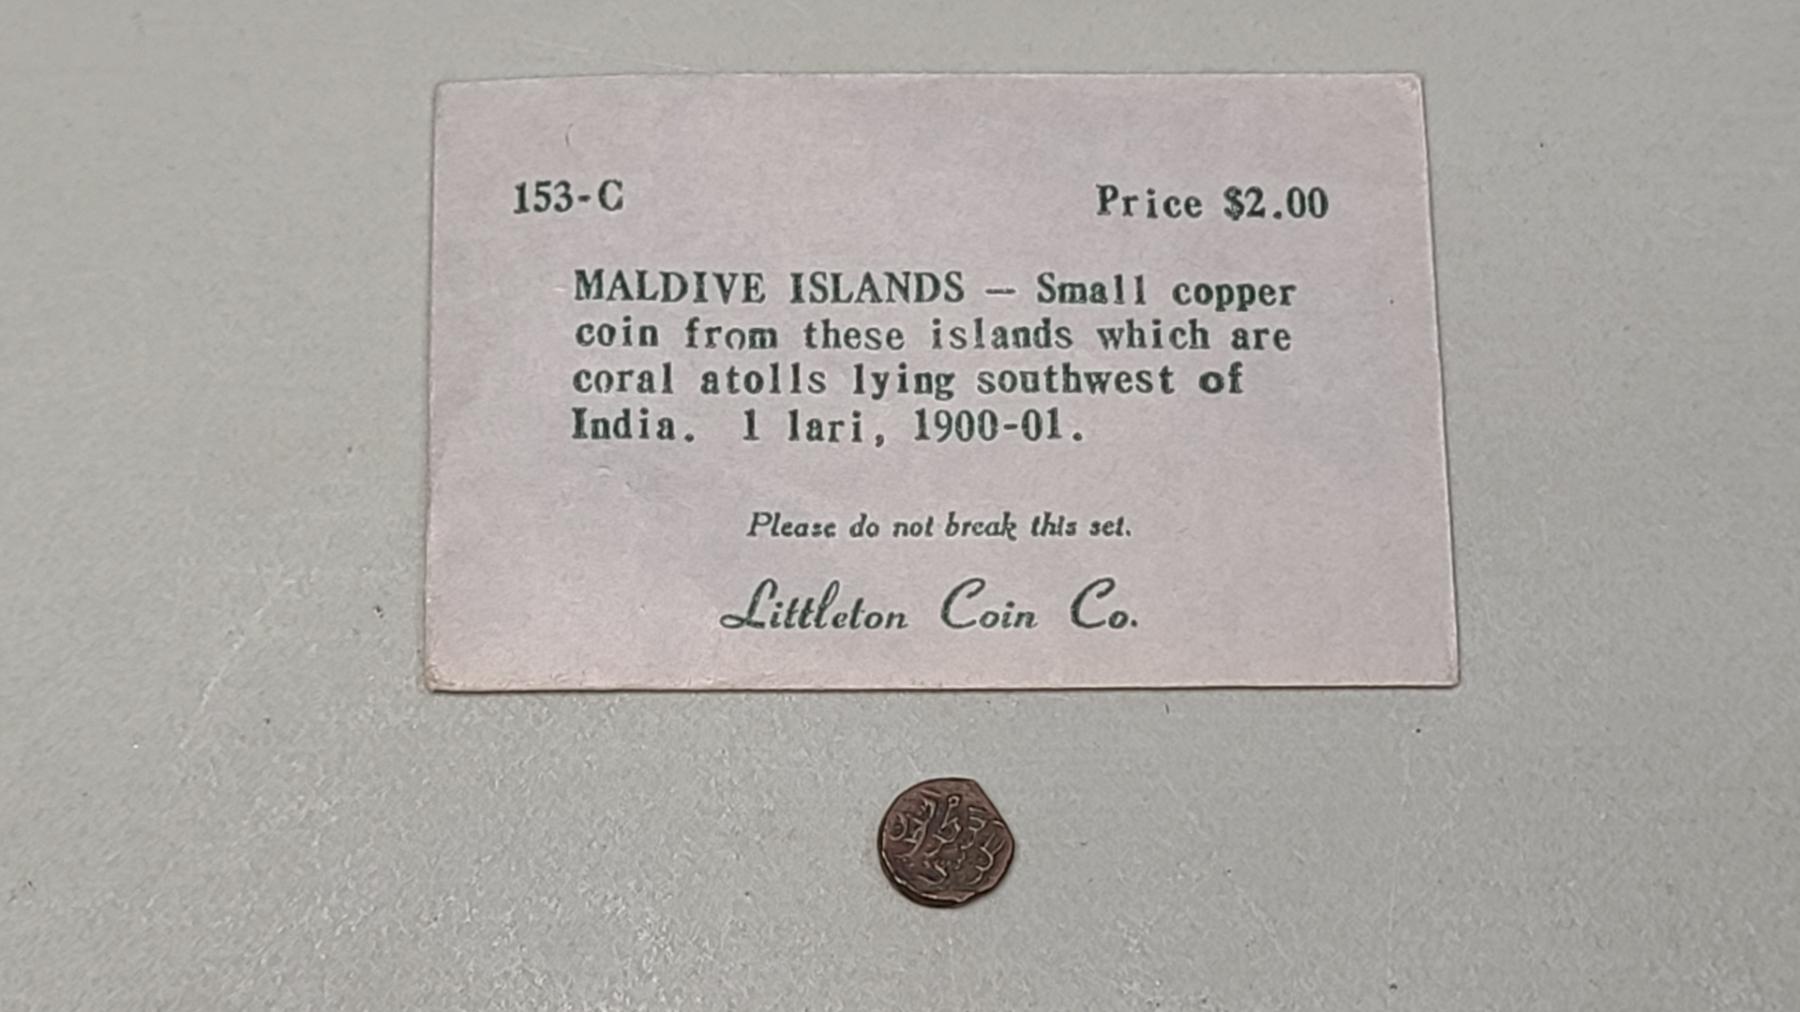 153-C Price $2.00
MALDIVE ISLANDS — Small copper
coin from these islands which are
coral atolls lying southwest of
India. 1 lari, 1900-01.
Please do not break this set.
Littleton Coin Co.